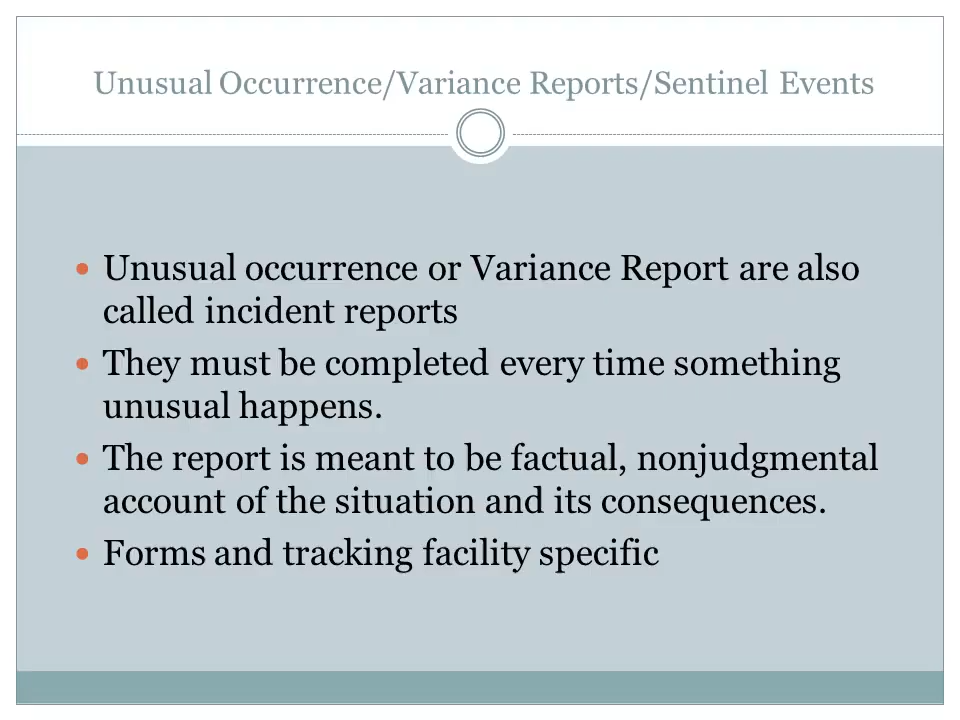 Unusual Occurrence/Variance Reports/Sentinel Events
• Unusual occurrence or Variance Report are also
called incident reports
• They must be completed every time something
unusual happens.
• The report is meant to be factual, nonjudgmental
account of the situation and its consequences.
• Forms and tracking facility specific